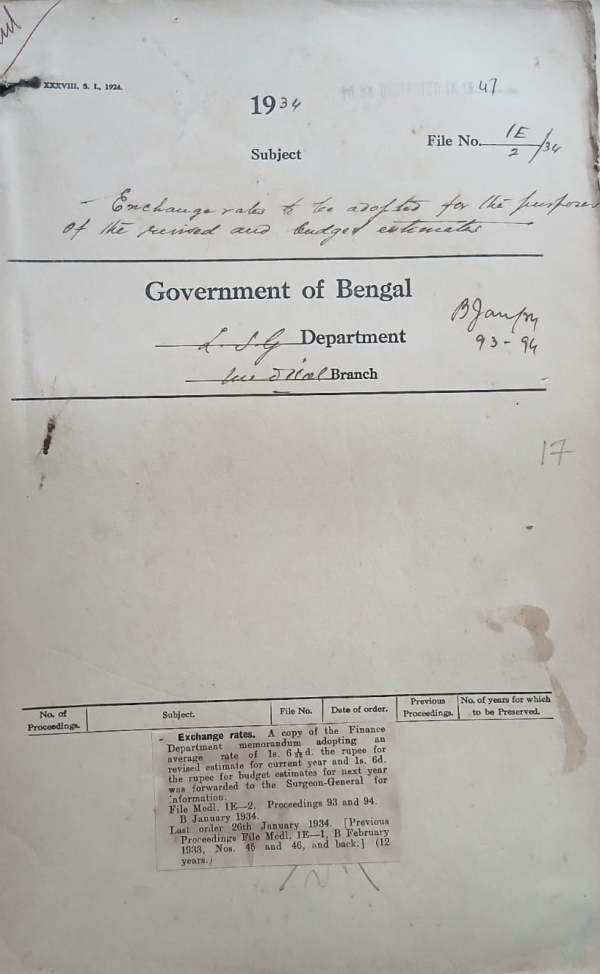 XXXVIII, S. I., 1924.
47
1934
File No. 1E/2/34
Subject
- Exchange rates to be adopted for the purposes
of the revised and budget estimates
Government of Bengal
L. S. G. Department
Medical Branch
B Jan/34
93-94
17
No. of Proceedings. Subject. File No. Date of order. Previous Proceedings. No. of years for which to be Preserved.
- Exchange rates. A copy of the Finance
Department memorandum adopting an
average rate of 1s. 6 d. the rupee for
revised estimate for current year and 1s. 6d.
the rupee for budget estimates for next year
was forwarded to the Surgeon-General for
information.
File Medl. 1E—2. Proceedings 93 and 94.
B January 1934.
Last order 26th January 1934. [Previous
Proceedings File Medl. 1E—1, B February
1933, Nos. 45 and 46, and back.] (12
years.)